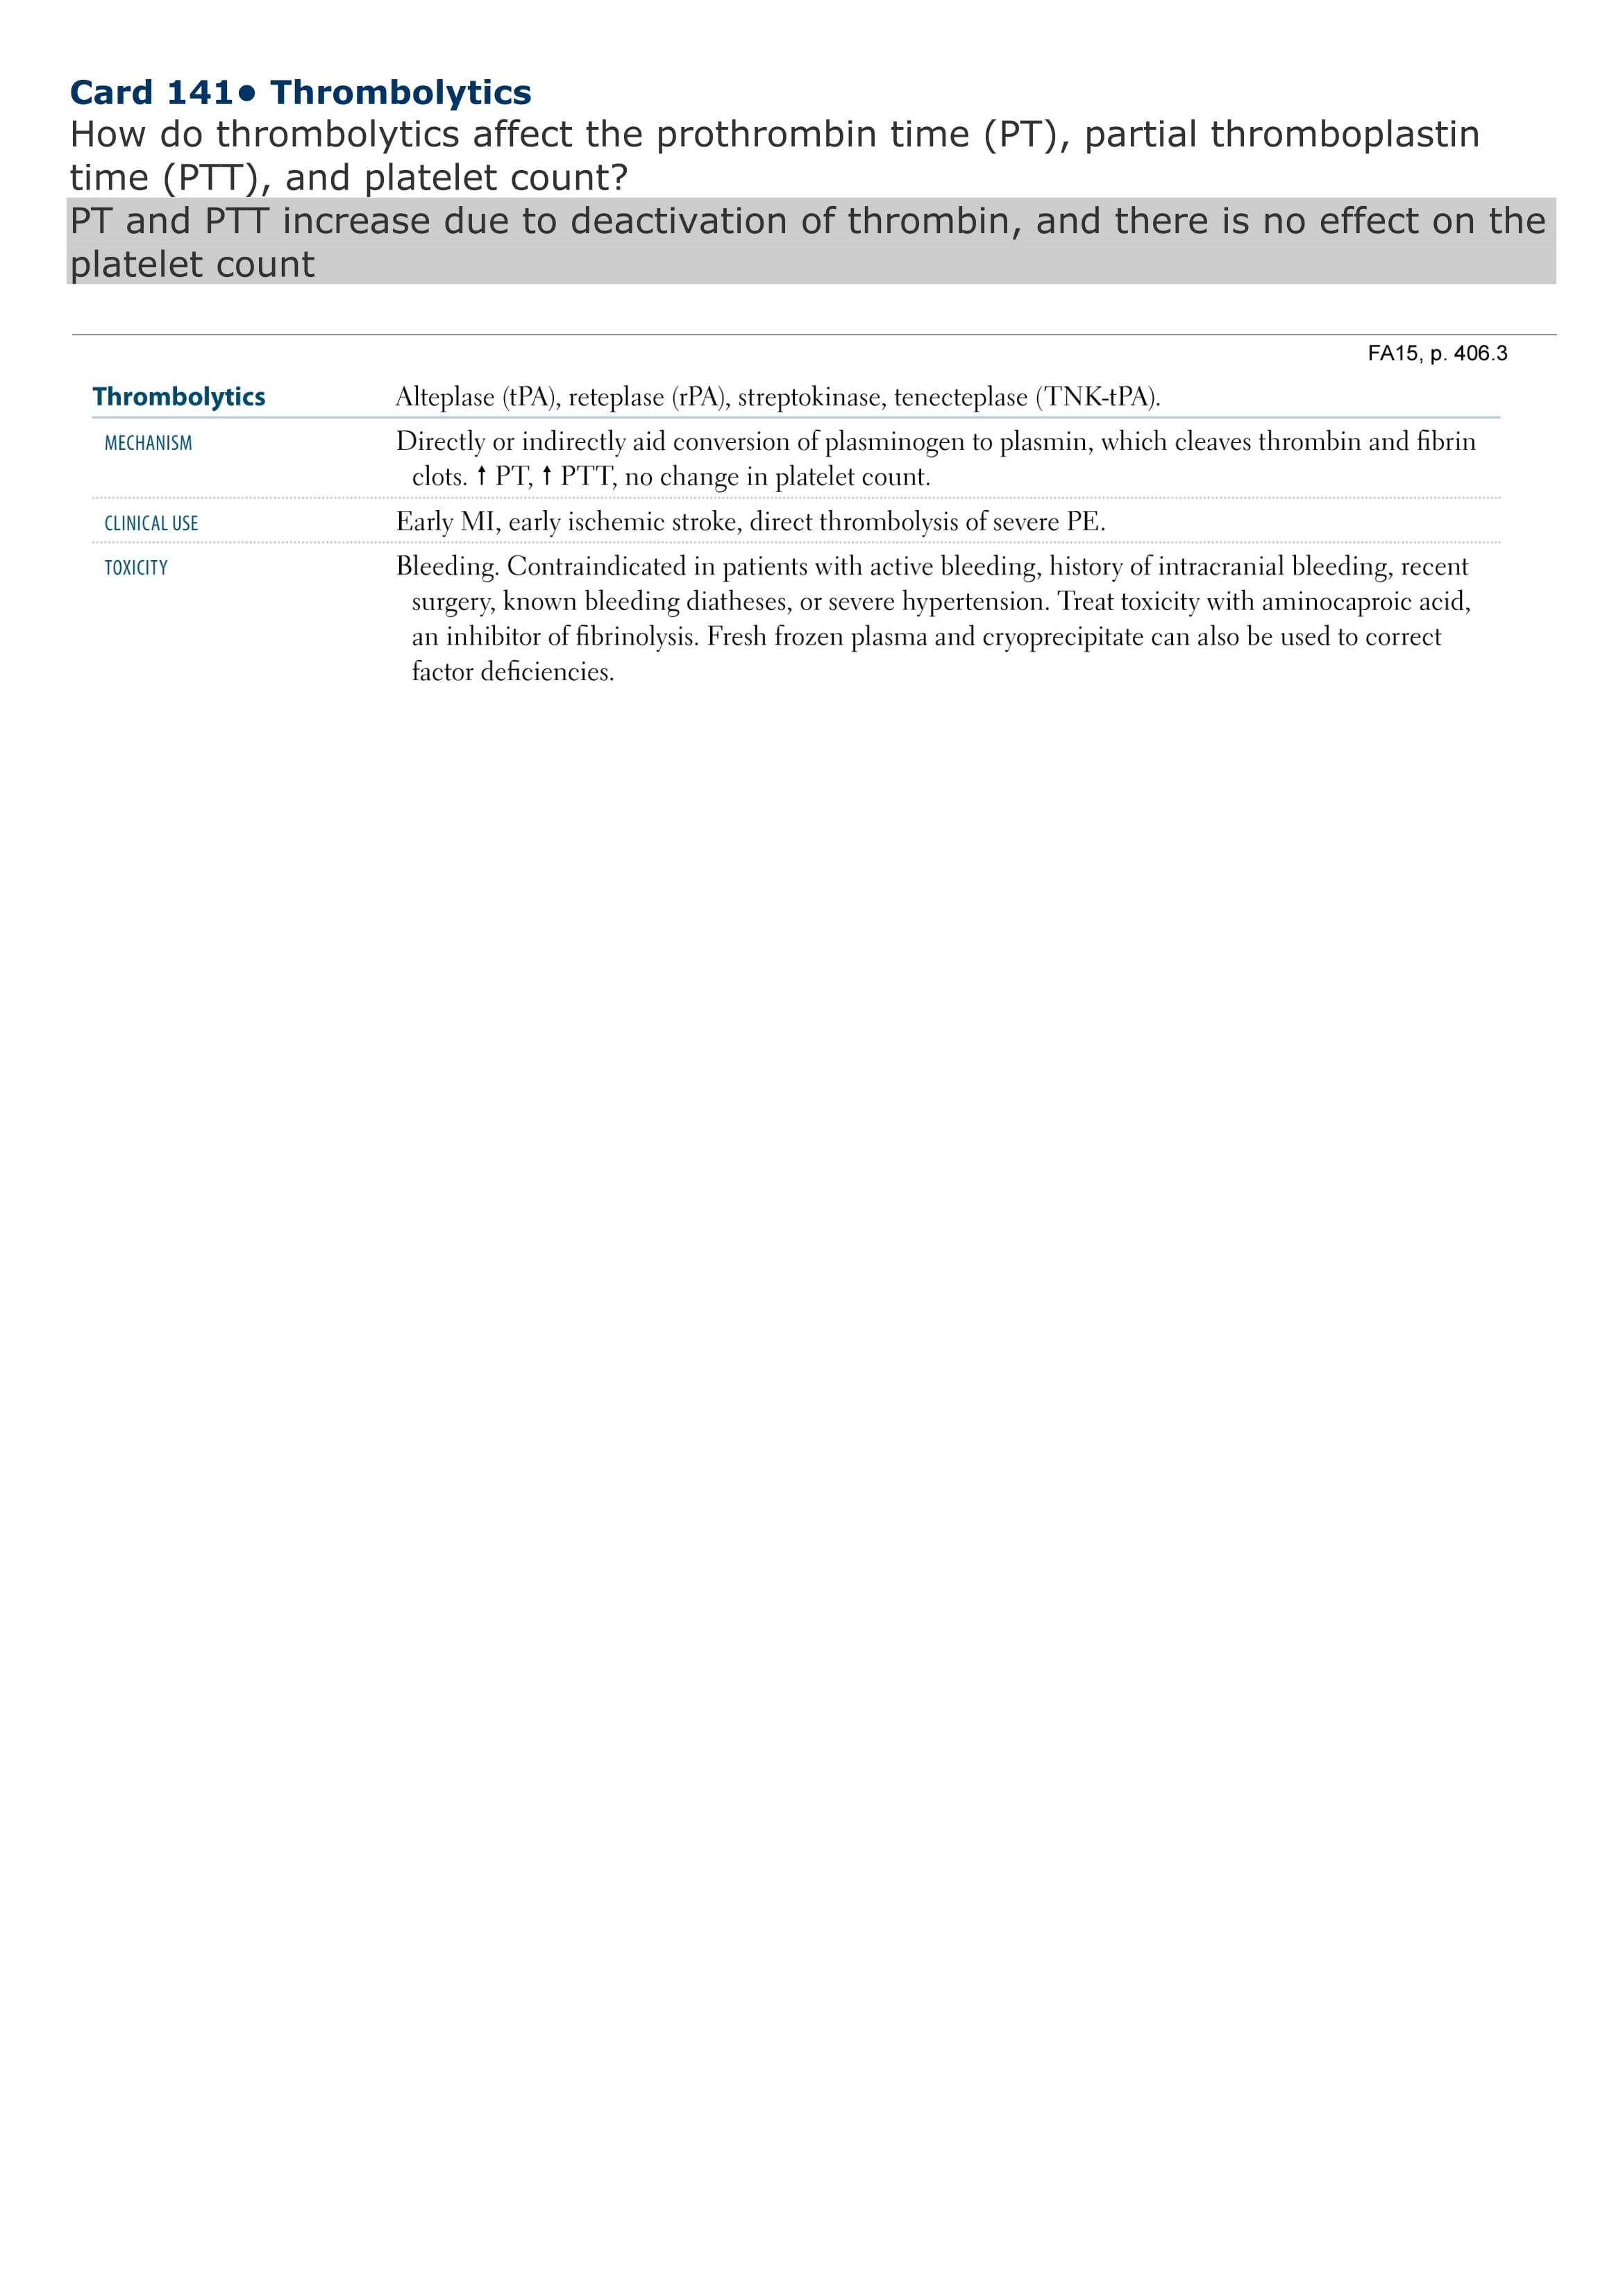 Card 141● Thrombolytics
How do thrombolytics affect the prothrombin time (PT), partial thromboplastin
time (PTT), and platelet count?
PT and PTT increase due to deactivation of thrombin, and there is no effect on the
platelet count
FA15, p. 406.3
Thrombolytics Alteplase (tPA), reteplase (rPA), streptokinase, tenecteplase (TNK-tPA).
MECHANISM Directly or indirectly aid conversion of plasminogen to plasmin, which cleaves thrombin and fibrin
clots. ↑ PT, ↑ PTT, no change in platelet count.
CLINICAL USE Early MI, early ischemic stroke, direct thrombolysis of severe PE.
TOXICITY Bleeding. Contraindicated in patients with active bleeding, history of intracranial bleeding, recent
surgery, known bleeding diatheses, or severe hypertension. Treat toxicity with aminocaproic acid,
an inhibitor of fibrinolysis. Fresh frozen plasma and cryoprecipitate can also be used to correct
factor deficiencies.